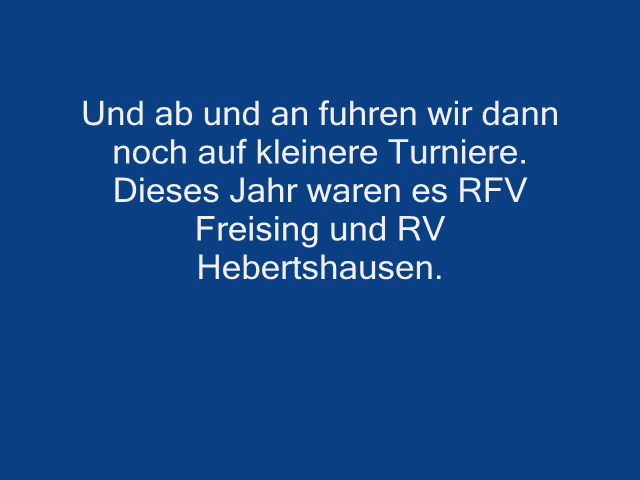 Und ab und an fuhren wir dann
noch auf kleinere Turniere.
Dieses Jahr waren es RFV
Freising und RV
Hebertshausen.